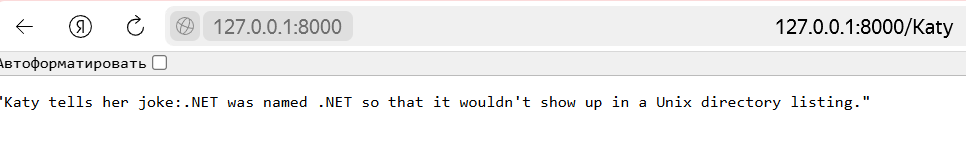 Я 127.0.0.1:8000 127.0.0.1:8000/Katy
Автоформатировать
"Katy tells her joke:.NET was named .NET so that it wouldn't show up in a Unix directory listing."